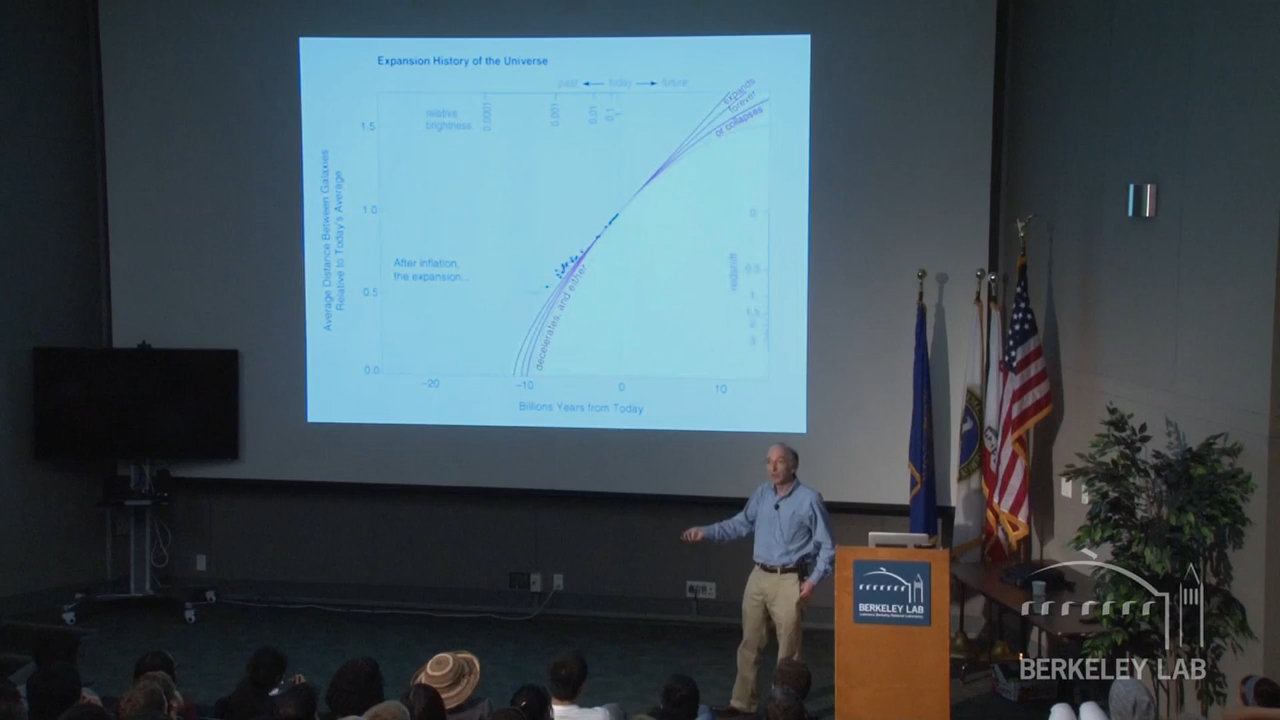 Expansion History of the Universe
past today future
relative
brightness
0.0001
0.001
0.01
0.1
1
expands
forever
or collapses
1.5
1.0
0.5
0.0
Average Distance Between Galaxies
Relative to Today's Average
After inflation,
the expansion...
decelerates, and either
0
redshift
−20 −10 0 10
Billions Years from Today
BERKELEY LAB
BERKELEY LAB